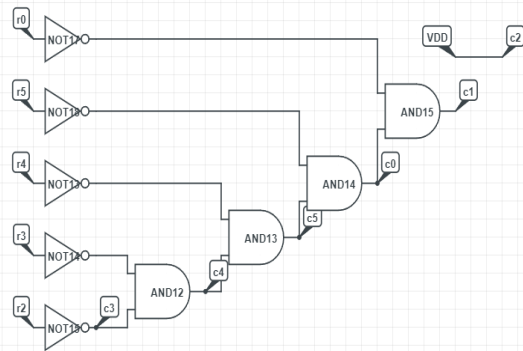 r0
NOT17
VDD
c2
r5
NOT18
c1
AND15
r4
NOT13
c0
AND14
r3
NOT14
c5
AND13
c4
r2
NOT15
c3
AND12